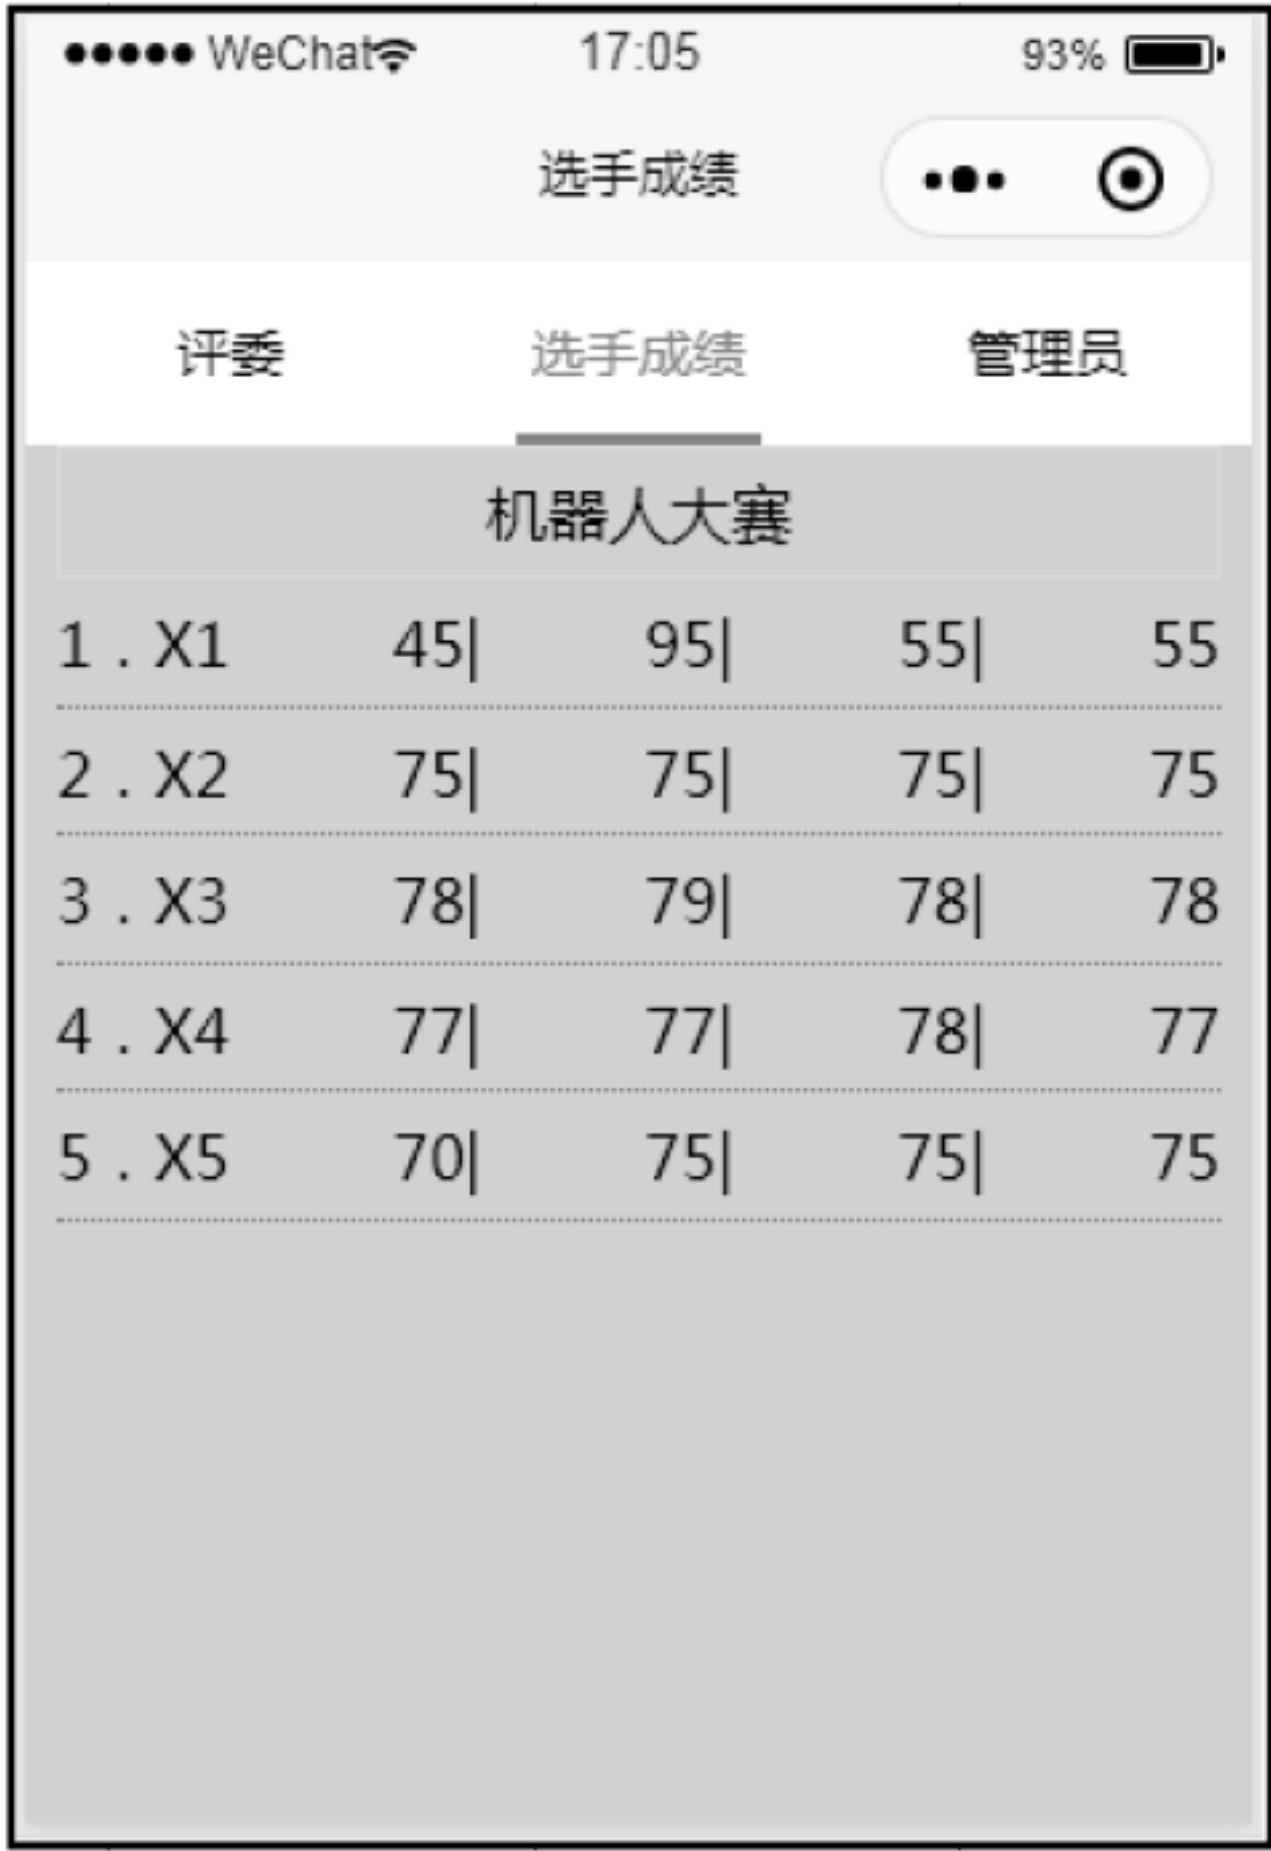 WeChat 17:05 93%
选手成绩
评委 选手成绩 管理员
机器人大赛
1 . X1 45| 95| 55| 55
2 . X2 75| 75| 75| 75
3 . X3 78| 79| 78| 78
4 . X4 77| 77| 78| 77
5 . X5 70| 75| 75| 75